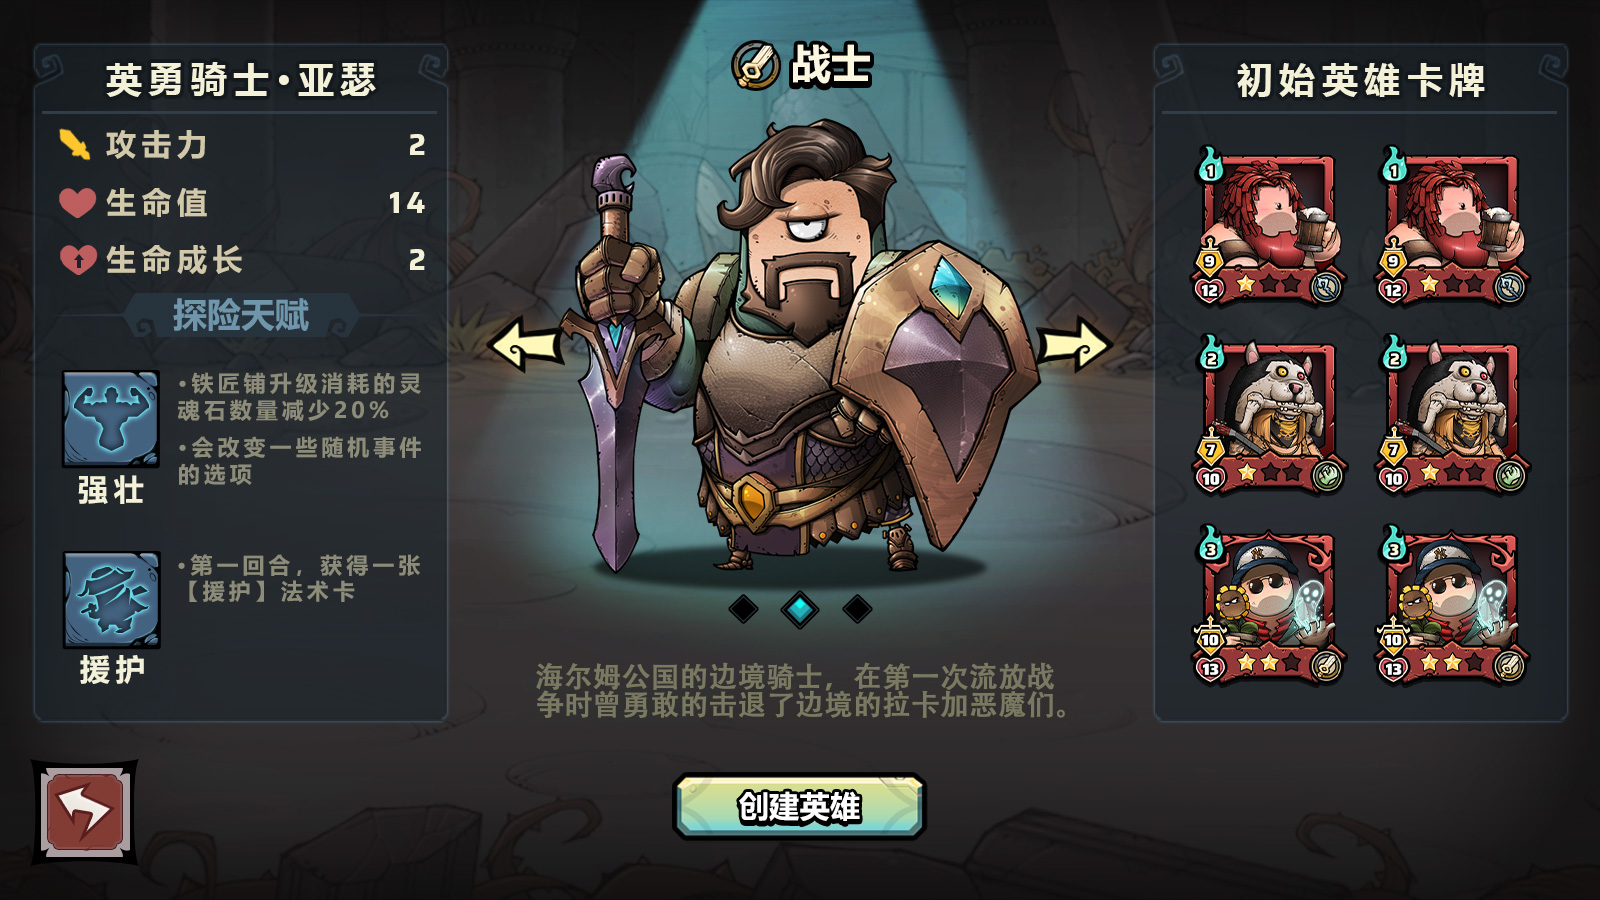 英勇骑士·亚瑟
攻击力 2
生命值 14
生命成长 2
探险天赋
·铁匠铺升级消耗的灵
魂石数量减少20%
·会改变一些随机事件
的选项
强壮
·第一回合，获得一张
【援护】法术卡
援护
战士
海尔姆公国的边境骑士，在第一次流放战
争时曾勇敢的击退了边境的拉卡加恶魔们。
创建英雄
初始英雄卡牌
1 1
9 9
12 12
2 2
7 7
10 10
3 3
10 10
13 13